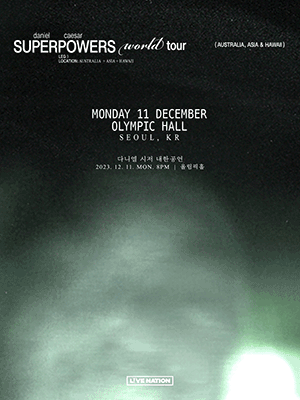 daniel caesar
SUPERPOWERS world tour
( AUSTRALIA, ASIA & HAWAII )
LEG I:
LOCATION: AUSTRALIA + ASIA + HAWAII
MONDAY 11 DECEMBER
OLYMPIC HALL
SEOUL, KR
다니엘 시저 내한공연
2023. 12. 11. MON. 8PM | 올림픽홀
LIVE NATION